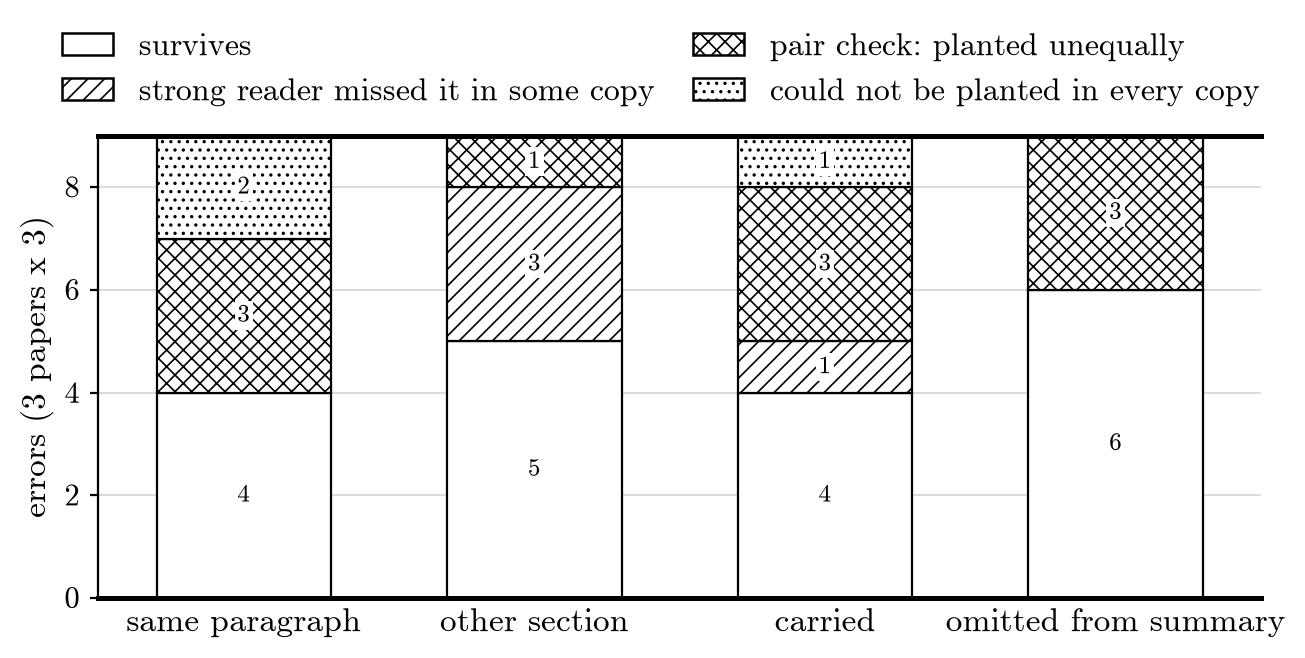 survives
strong reader missed it in some copy
pair check: planted unequally
could not be planted in every copy
errors (3 papers x 3)
8
6
4
2
0
2
3
4
1
3
5
1
3
1
4
3
6
same paragraph
other section
carried
omitted from summary